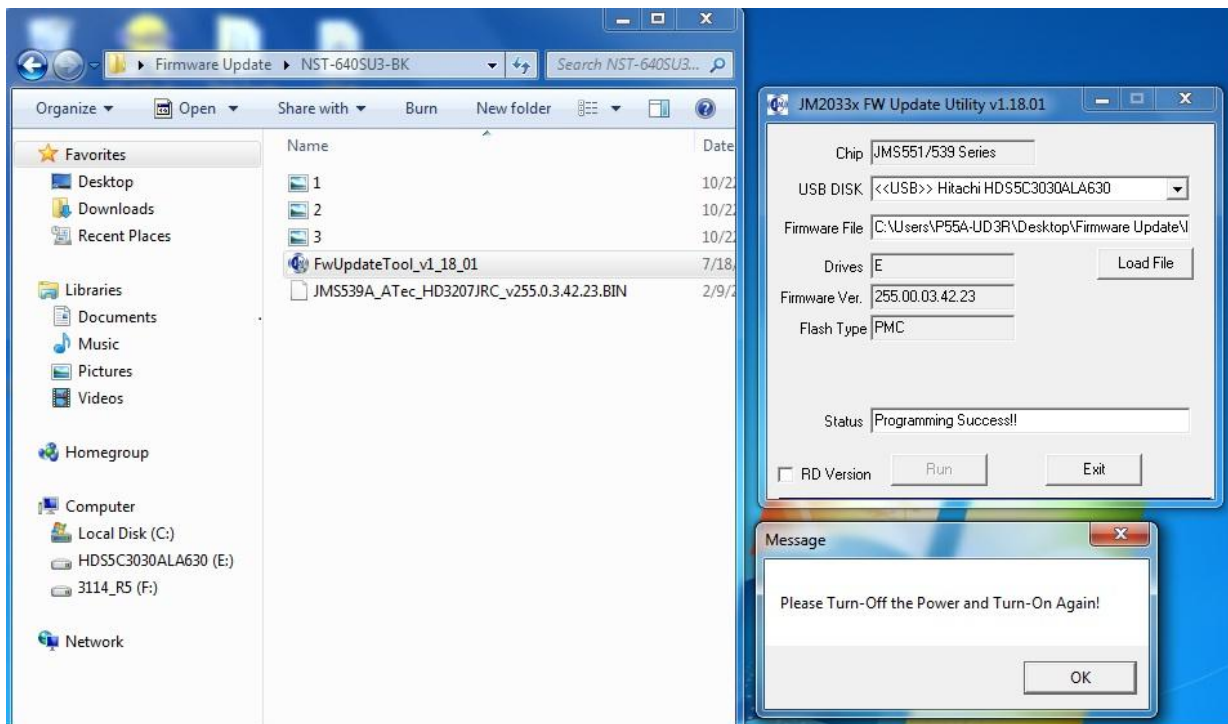 Firmware Update ▸ NST-640SU3-BK
Search NST-640SU3...
Organize
Open
Share with
Burn
New folder
Name
Date
Favorites
Desktop
Downloads
Recent Places
Libraries
Documents
Music
Pictures
Videos
Homegroup
Computer
Local Disk (C:)
HDS5C3030ALA630 (E:)
3114_R5 (F:)
Network
1
10/22
2
10/22
3
10/22
FwUpdateTool_v1_18_01
7/18/
JMS539A_ATec_HD3207JRC_v255.0.3.42.23.BIN
2/9/2
JM2033x FW Update Utility v1.18.01
Chip JMS551/539 Series
USB DISK <<USB>> Hitachi HDS5C3030ALA630
Firmware File C:\Users\P55A-UD3R\Desktop\Firmware Update\
Load File
Drives E
Firmware Ver. 255.00.03.42.23
Flash Type PMC
Status Programming Success!!
RD Version
Run
Exit
Message
Please Turn-Off the Power and Turn-On Again!
OK